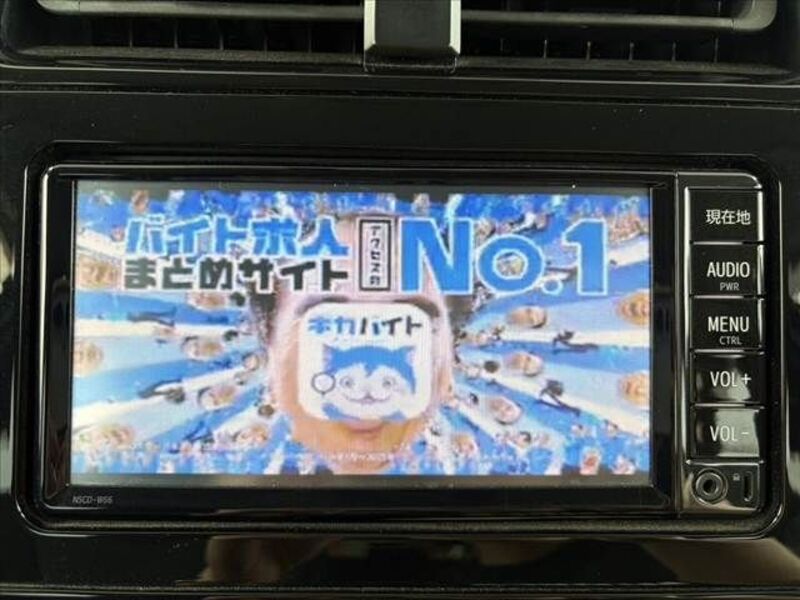 バイト求人
まとめサイト
アクセス数
No.1
求カバイト
現在地
AUDIO
PWR
MENU
CTRL
VOL+
VOL-
NSCD-W66